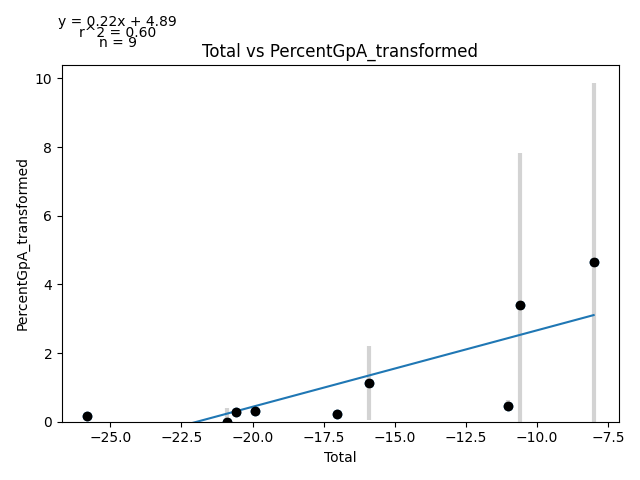 y = 0.22x + 4.89
r^2 = 0.60
n = 9
Total vs PercentGpA_transformed
PercentGpA_transformed
10
8
6
4
2
0
−25.0 −22.5 −20.0 −17.5 −15.0 −12.5 −10.0 −7.5
Total